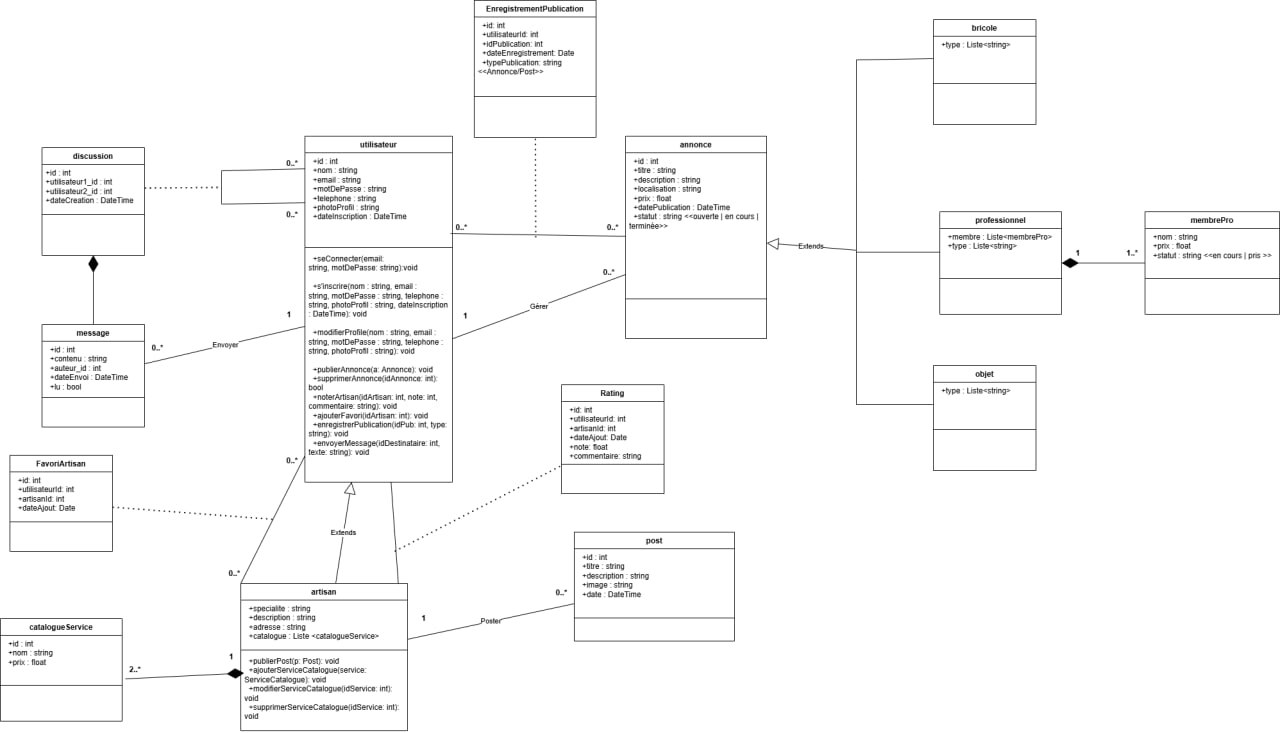 EnregistrementPublication
+id: int
+utilisateurId: int
+idPublication: int
+dateEnregistrement: Date
+typePublication: string
<<Annonce/Post>>
bricole
+type : Liste<string>
discussion
+id : int
+utilisateur1_id : int
+utilisateur2_id : int
+dateCreation : DateTime
0..*
0..*
utilisateur
+id : int
+nom : string
+email : string
+motDePasse : string
+telephone : string
+photoProfil : string
+dateInscription : DateTime
+seConnecter(email:
string, motDePasse: string):void
+s'inscrire(nom : string, email :
string, motDePasse : string, telephone :
string, photoProfil : string, dateInscription
: DateTime): void
+modifierProfile(nom : string, email :
string, motDePasse : string, telephone :
string, photoProfil : string): void
+publierAnnonce(a: Annonce): void
+supprimerAnnonce(idAnnonce: int):
bool
+noterArtisan(idArtisan: int, note: int,
commentaire: string): void
+ajouterFavori(idArtisan: int): void
+enregistrerPublication(idPub: int, type:
string): void
+envoyerMessage(idDestinataire: int,
texte: string): void
0..*
0..*
annonce
+id : int
+titre : string
+description : string
+localisation : string
+prix : float
+datePublication : DateTime
+statut : string <<ouverte | en cours |
terminée>>
Extends
professionnel
+membre : Liste<membrePro>
+type : Liste<string>
1
1..*
membrePro
+nom : string
+prix : float
+statut : string <<en cours | pris >>
0..*
1
Gérer
message
+id : int
+contenu : string
+auteur_id : int
+dateEnvoi : DateTime
+lu : bool
0..*
Envoyer
1
objet
+type : Liste<string>
Rating
+id: int
+utilisateurId: int
+artisanId: int
+dateAjout: Date
+note: float
+commentaire: string
FavoriArtisan
+id: int
+utilisateurId: int
+artisanId: int
+dateAjout: Date
0..*
0..*
Extends
post
+id : int
+titre : string
+description : string
+image : string
+date : DateTime
artisan
+specialite : string
+description : string
+adresse : string
+catalogue : Liste <catalogueService>
+publierPost(p: Post): void
+ajouterServiceCatalogue(service:
ServiceCatalogue): void
+modifierServiceCatalogue(idService: int):
void
+supprimerServiceCatalogue(idService: int):
void
1
Poster
0..*
catalogueService
+id : int
+nom : string
+prix : float
2..*
1